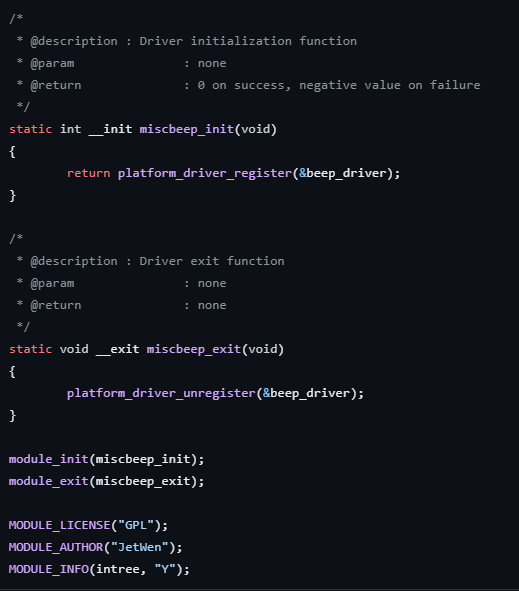 /*
 * @description : Driver initialization function
 * @param               : none
 * @return              : 0 on success, negative value on failure
 */
static int __init miscbeep_init(void)
{
        return platform_driver_register(&beep_driver);
}

/*
 * @description : Driver exit function
 * @param               : none
 * @return              : none
 */
static void __exit miscbeep_exit(void)
{
        platform_driver_unregister(&beep_driver);
}

module_init(miscbeep_init);
module_exit(miscbeep_exit);

MODULE_LICENSE("GPL");
MODULE_AUTHOR("JetWen");
MODULE_INFO(intree, "Y");